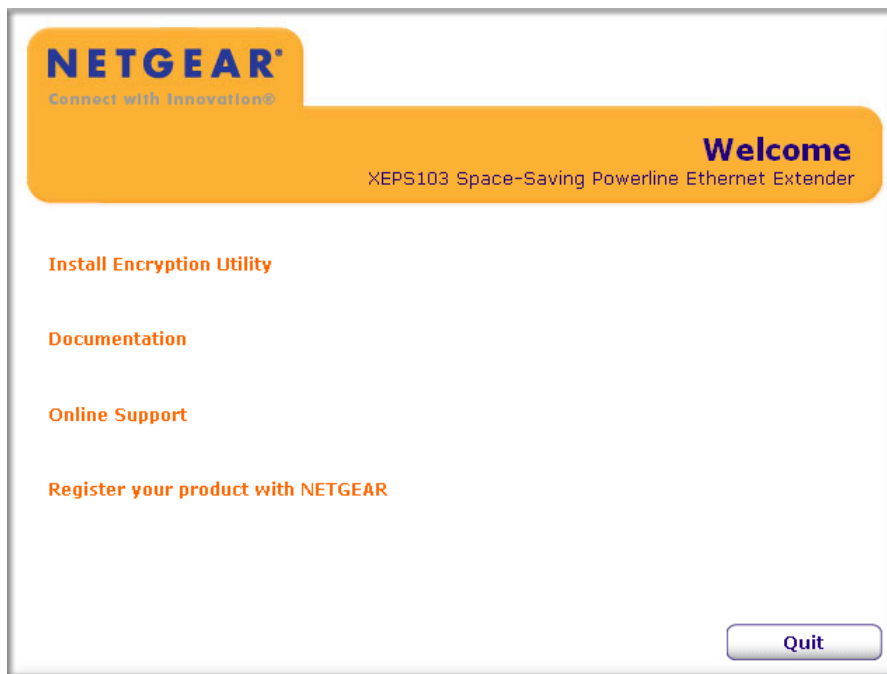 NETGEAR®
Connect with Innovation®
Welcome
XEPS103 Space-Saving Powerline Ethernet Extender
Install Encryption Utility
Documentation
Online Support
Register your product with NETGEAR
Quit